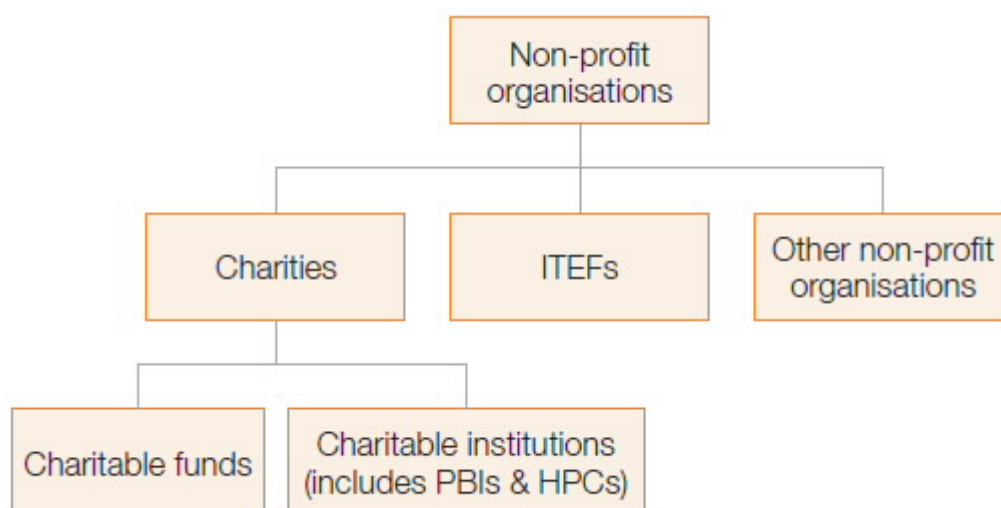 Non-profit
organisations
Charities
ITEFs
Other non-profit
organisations
Charitable funds
Charitable institutions
(includes PBIs & HPCs)